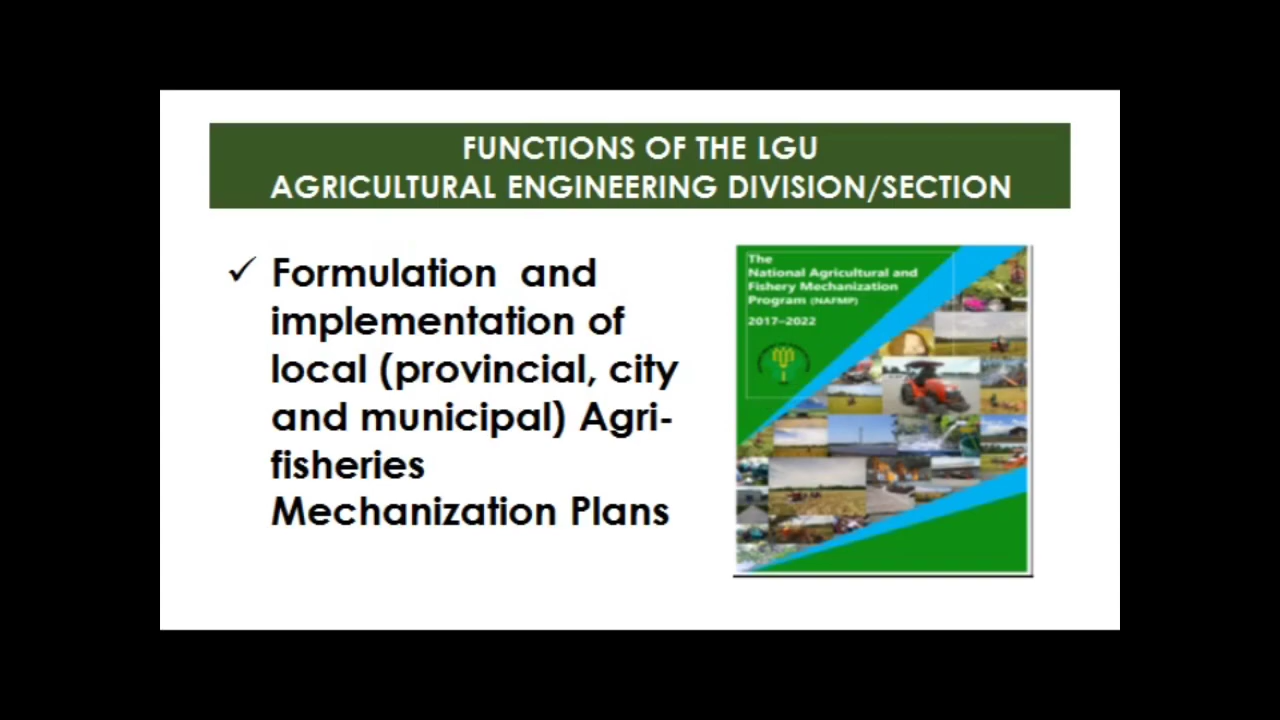 FUNCTIONS OF THE LGU
AGRICULTURAL ENGINEERING DIVISION/SECTION
✓ Formulation and
implementation of
local (provincial, city
and municipal) Agri-
fisheries
Mechanization Plans
The
National Agricultural and
Fishery Mechanization
Program (NAFMP)
2017–2022